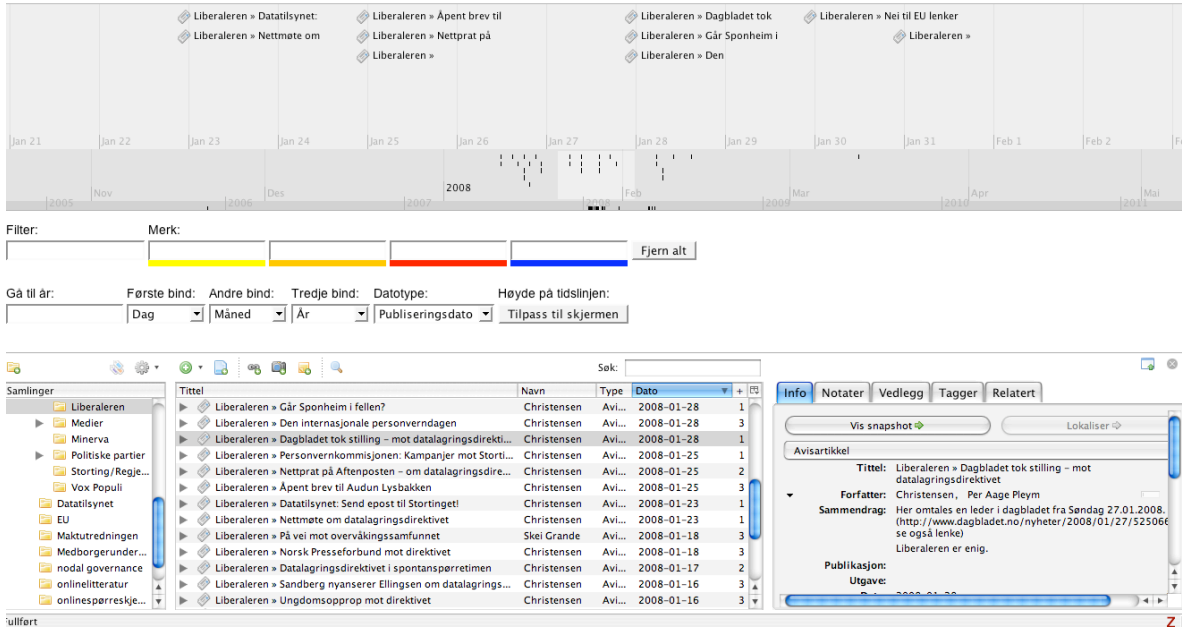 Liberaleren » Datatilsynet: Liberaleren » Åpent brev til Liberaleren » Dagbladet tok Liberaleren » Nei til EU lenker
Liberaleren » Nettmøte om Liberaleren » Nettprat på Liberaleren » Går Sponheim i Liberaleren »
Liberaleren » Liberaleren » Den
Jan 21 Jan 22 Jan 23 Jan 24 Jan 25 Jan 26 Jan 27 Jan 28 Jan 29 Jan 30 Jan 31 Feb 1 Feb 2
Nov Des 2008 Feb Mar Apr Mai
2005 2006 2007 2008 2009 2010 2011
Filter: Merk:
Fjern alt
Gå til år: Første bind: Andre bind: Tredje bind: Datotype: Høyde på tidslinjen:
Dag Måned År Publiseringsdato Tilpass til skjermen
Søk:
Samlinger Tittel Navn Type Dato +
Liberaleren
Medier
Minerva
Politiske partier
Storting/Regje...
Vox Populi
Datatilsynet
EU
Maktutredningen
Medborgerunder...
nodal governance
onlinelitteratur
onlinespørreskje...
Liberaleren » Går Sponheim i fellen? Christensen Avi... 2008-01-28 1
Liberaleren » Den internasjonale personverndagen Christensen Avi... 2008-01-28 3
Liberaleren » Dagbladet tok stilling – mot datalagringsdirekti... Christensen Avi... 2008-01-28 1
Liberaleren » Personvernkommisjonen: Kampanjer mot Storti... Christensen Avi... 2008-01-25 1
Liberaleren » Nettprat på Aftenposten – om datalagringsdire... Christensen Avi... 2008-01-25 2
Liberaleren » Åpent brev til Audun Lysbakken Christensen Avi... 2008-01-25 3
Liberaleren » Datatilsynet: Send epost til Stortinget! Christensen Avi... 2008-01-23 1
Liberaleren » Nettmøte om datalagringsdirektivet Christensen Avi... 2008-01-23 1
Liberaleren » På vei mot overvåkingssamfunnet Skei Grande Avi... 2008-01-18 3
Liberaleren » Norsk Presseforbund mot direktivet Christensen Avi... 2008-01-18 3
Liberaleren » Datalagringsdirektivet i spontanspørretimen Christensen Avi... 2008-01-17 2
Liberaleren » Sandberg nyanserer Ellingsen om datalagrings... Christensen Avi... 2008-01-16 3
Liberaleren » Ungdomsopprop mot direktivet Christensen Avi... 2008-01-16 3
Info Notater Vedlegg Tagger Relatert
Vis snapshot Lokaliser
Avisartikkel
Tittel: Liberaleren » Dagbladet tok stilling – mot
datalagringsdirektivet
Forfatter: Christensen, Per Aage Pleym
Sammendrag: Her omtales en leder i dagbladet fra Søndag 27.01.2008.
(http://www.dagbladet.no/nyheter/2008/01/27/525066
se også lenke)
Liberaleren er enig.
Publikasjon:
Utgave:
Fullført Z